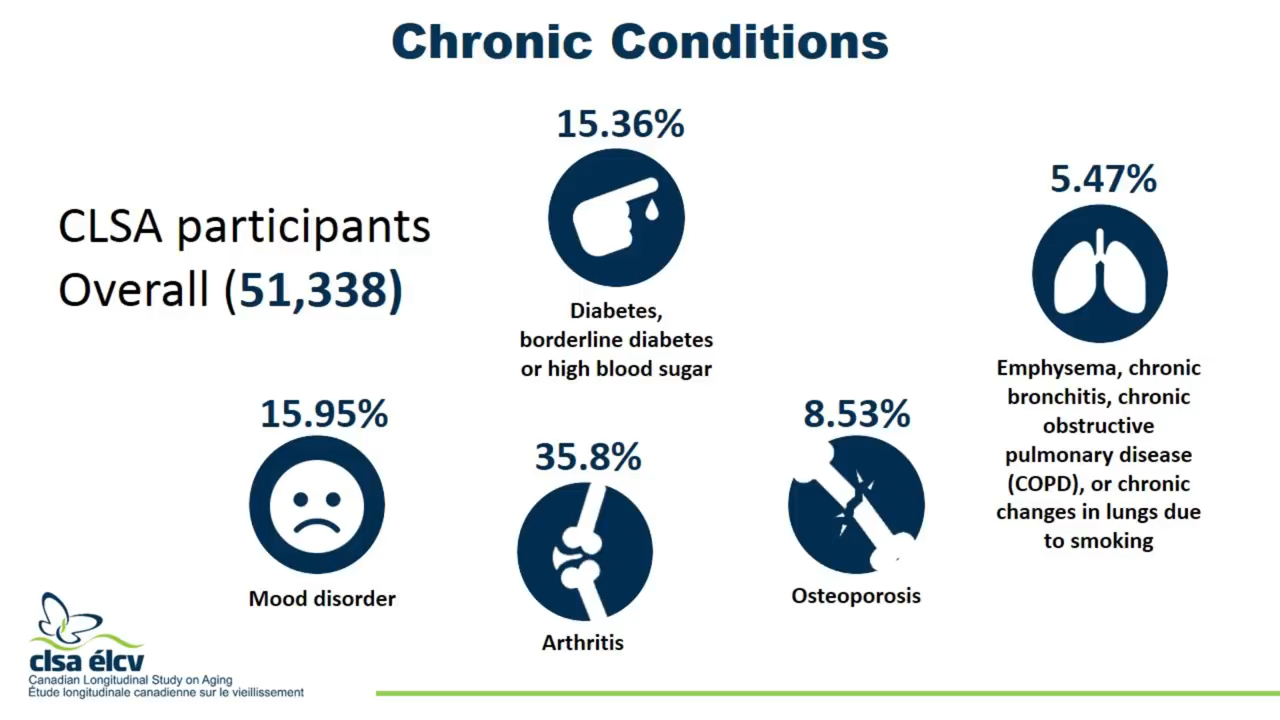 Chronic Conditions
CLSA participants
Overall (51,338)
15.36%
Diabetes,
borderline diabetes
or high blood sugar
5.47%
Emphysema, chronic
bronchitis, chronic
obstructive
pulmonary disease
(COPD), or chronic
changes in lungs due
to smoking
15.95%
Mood disorder
35.8%
Arthritis
8.53%
Osteoporosis
clsa élcv
Canadian Longitudinal Study on Aging
Étude longitudinale canadienne sur le vieillissement